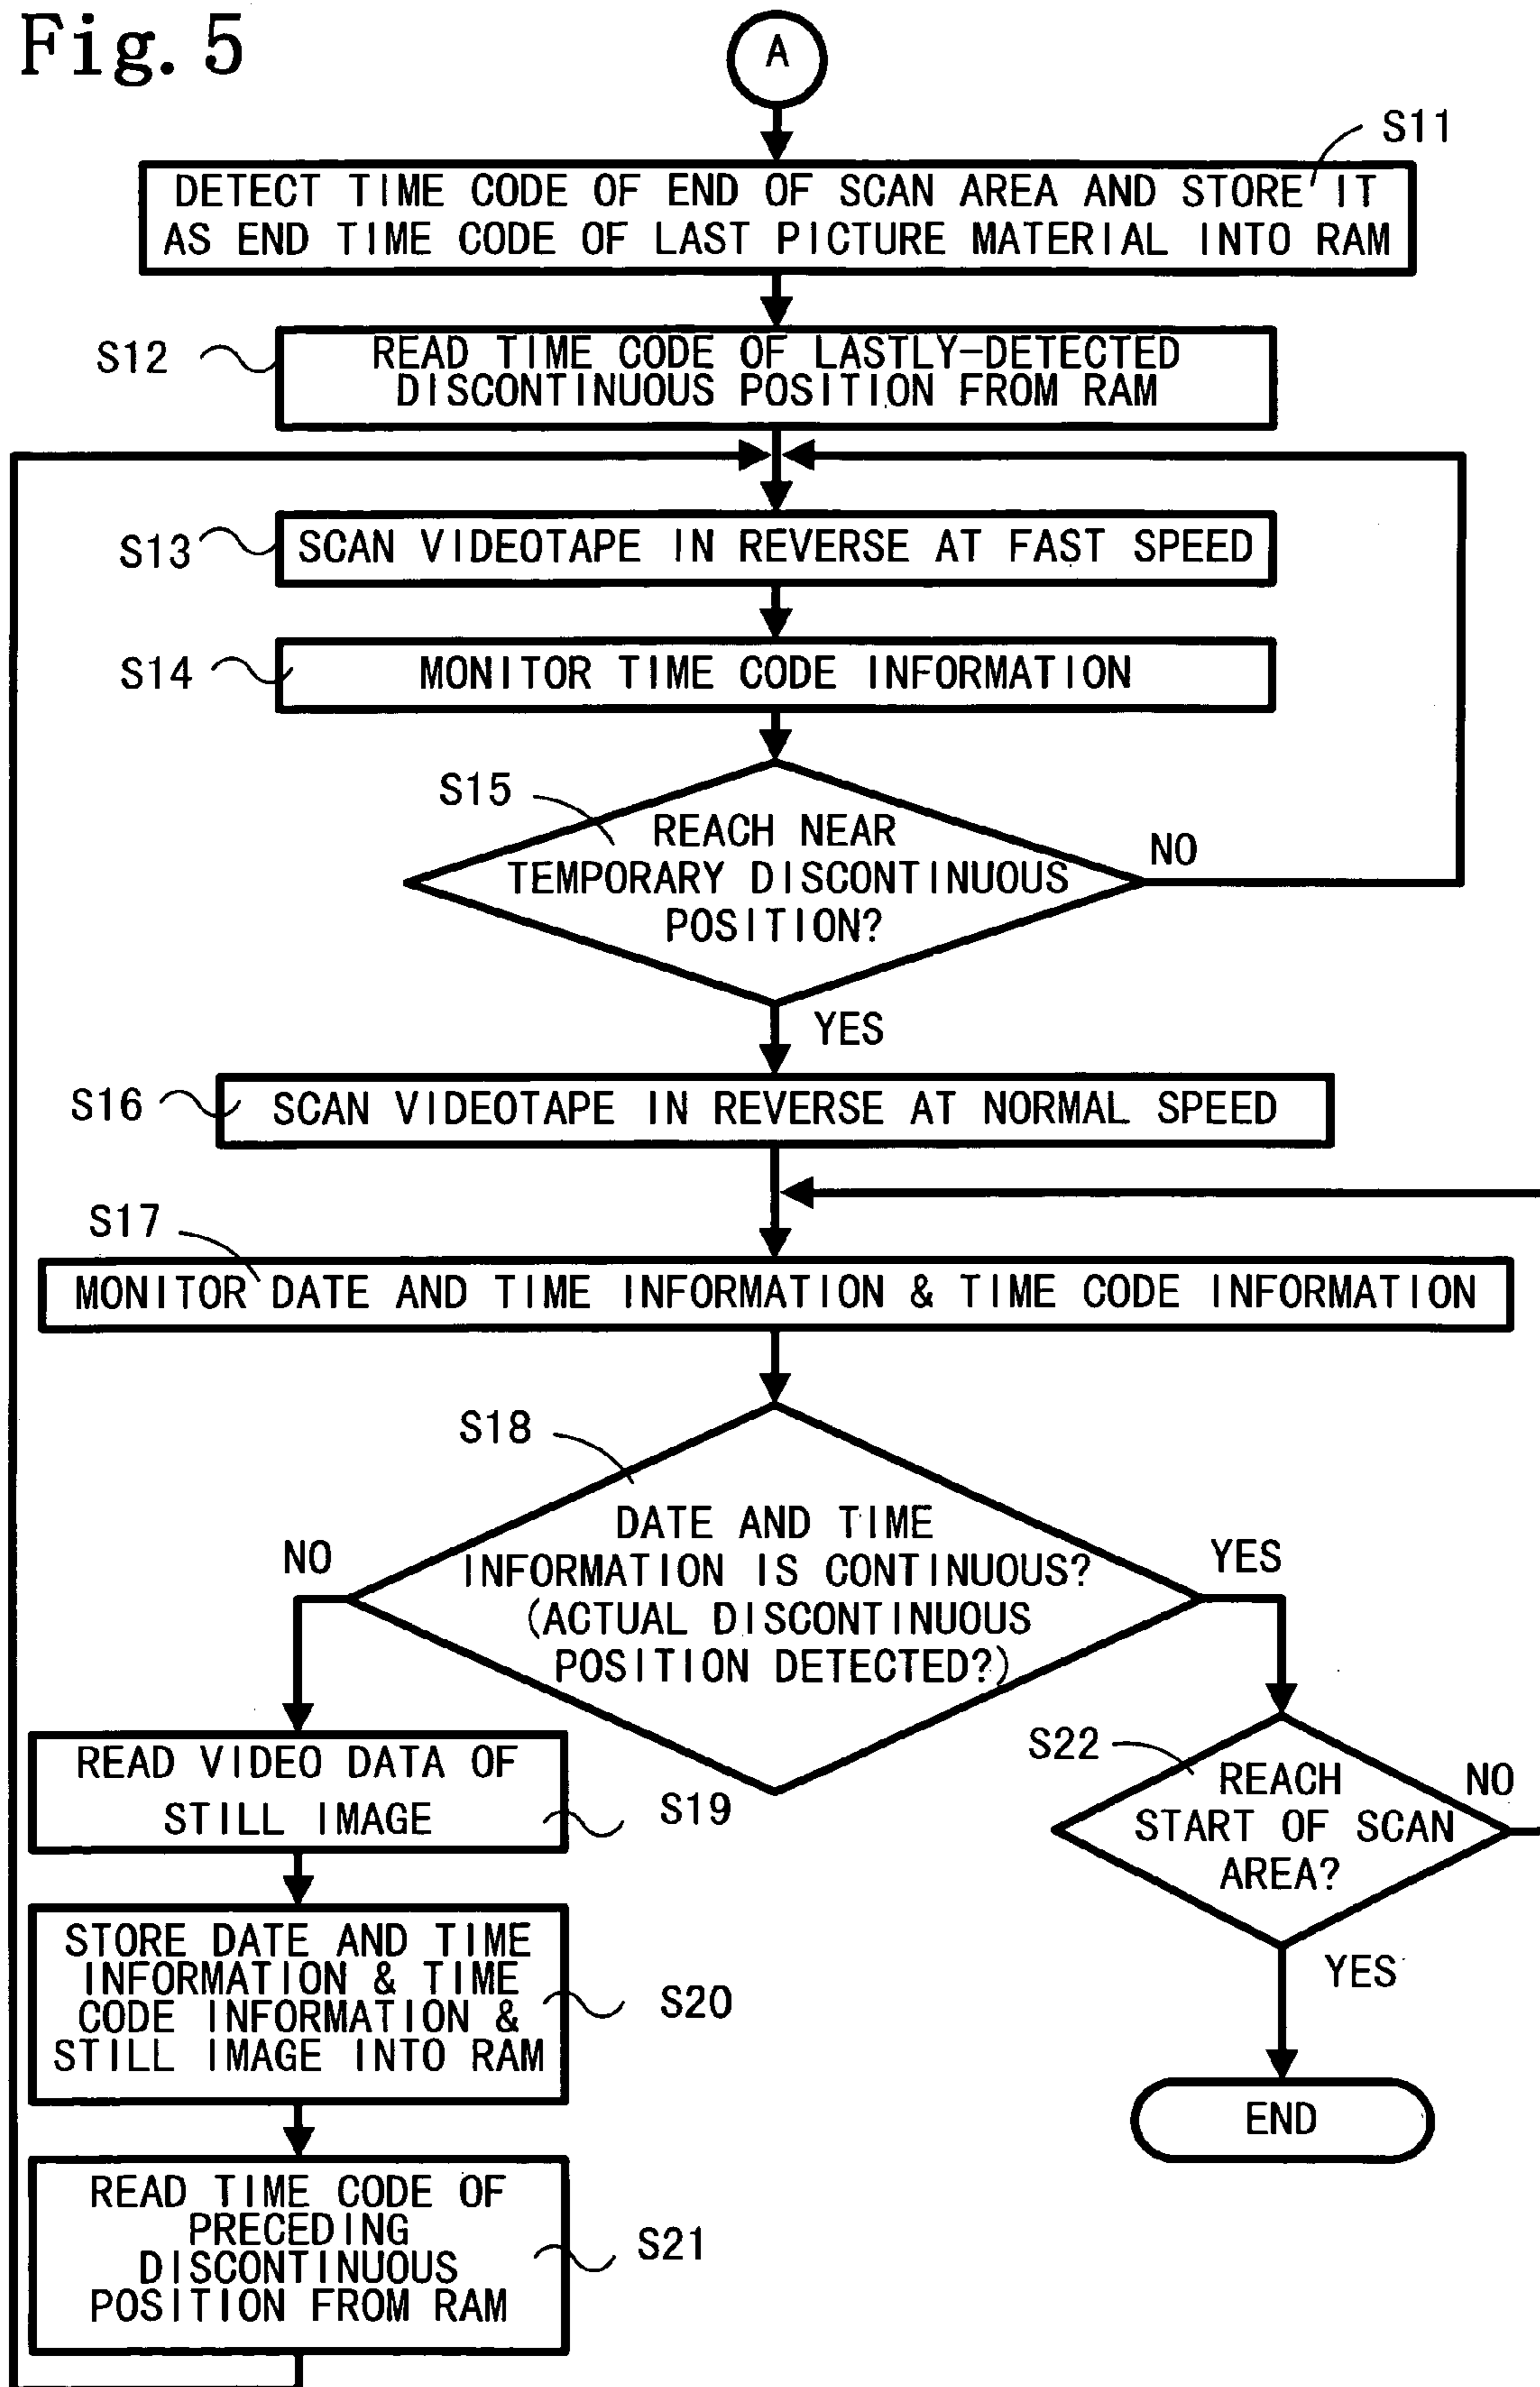 Fig. 5
A
S11
DETECT TIME CODE OF END OF SCAN AREA AND STORE IT
AS END TIME CODE OF LAST PICTURE MATERIAL INTO RAM
S12
READ TIME CODE OF LASTLY-DETECTED
DISCONTINUOUS POSITION FROM RAM
S13
SCAN VIDEOTAPE IN REVERSE AT FAST SPEED
S14
MONITOR TIME CODE INFORMATION
S15
REACH NEAR
TEMPORARY DISCONTINUOUS
POSITION?
NO
YES
S16
SCAN VIDEOTAPE IN REVERSE AT NORMAL SPEED
S17
MONITOR DATE AND TIME INFORMATION & TIME CODE INFORMATION
S18
DATE AND TIME
INFORMATION IS CONTINUOUS?
(ACTUAL DISCONTINUOUS
POSITION DETECTED?)
NO
YES
READ VIDEO DATA OF
STILL IMAGE
S19
S22
REACH
START OF SCAN
AREA?
NO
YES
STORE DATE AND TIME
INFORMATION & TIME
CODE INFORMATION &
STILL IMAGE INTO RAM
S20
END
READ TIME CODE OF
PRECEDING
DISCONTINUOUS
POSITION FROM RAM
S21